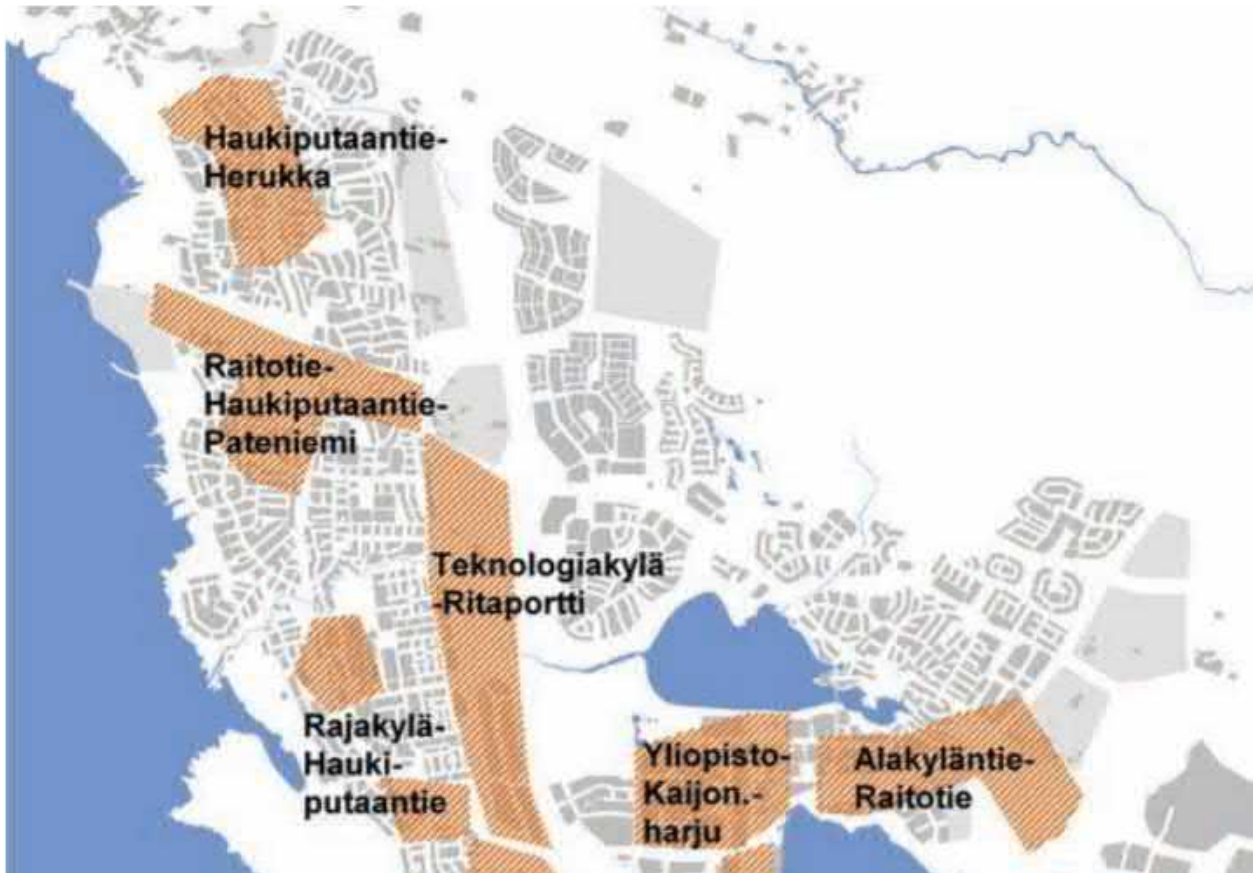 Haukiputaantie-
Herukka
Raitotie-
Haukiputaantie-
Pateniemi
Teknologiakylä
-Ritaportti
Rajakylä-
Hauki-
putaantie
Yliopisto-
Kaijon.-
harju
Alakyläntie-
Raitotie